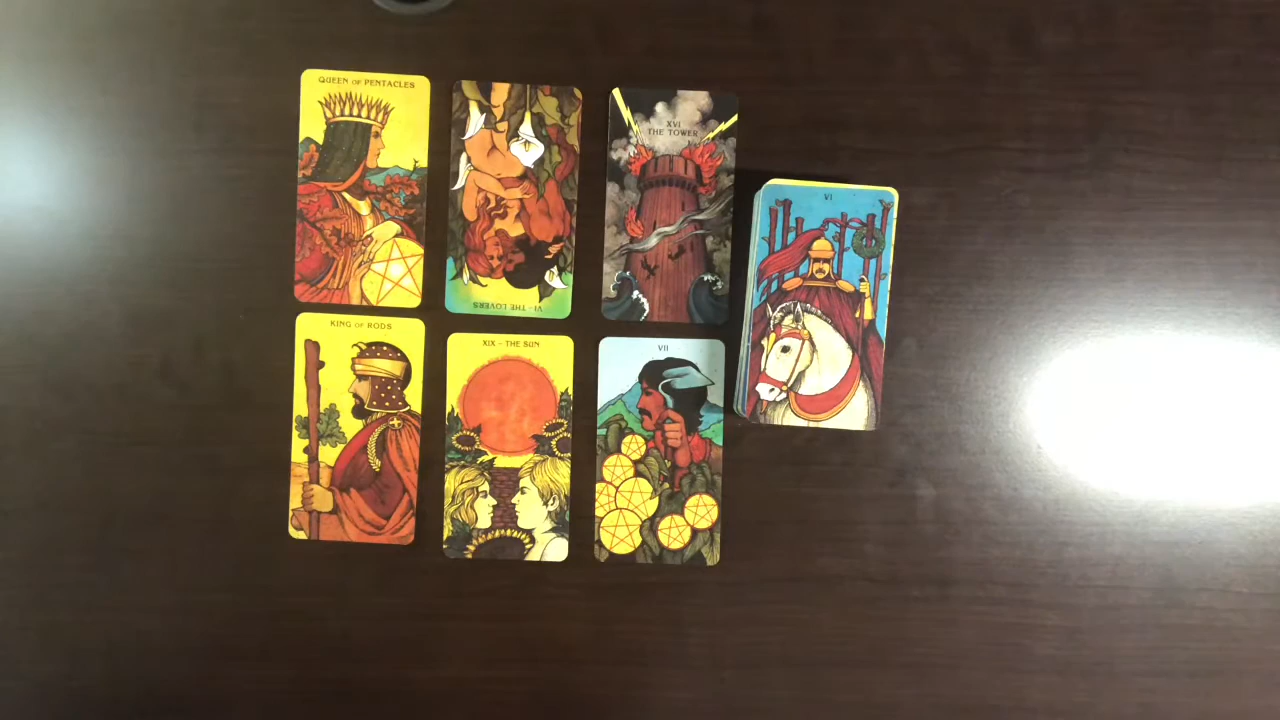 QUEEN OF PENTACLES
VI - THE LOVERS
XVI
THE TOWER
VI
KING OF RODS
XIX - THE SUN
VII